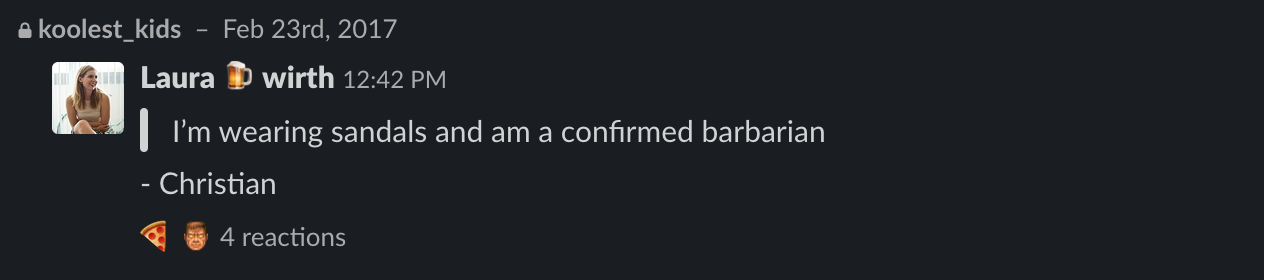 koolest_kids – Feb 23rd, 2017
Laura 🍺 wirth 12:42 PM
I’m wearing sandals and am a confirmed barbarian
- Christian
🍕 4 reactions